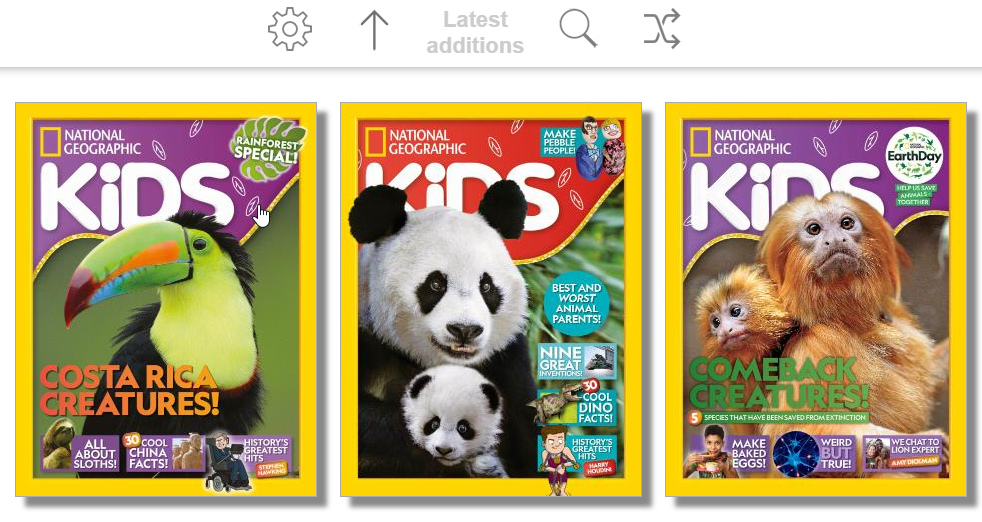 Latest
additions
NATIONAL
GEOGRAPHIC
KiDS
RAINFOREST
SPECIAL!
COSTA RICA
CREATURES!
ALL
ABOUT
SLOTHS!
30 COOL
CHINA
FACTS!
HISTORY'S
GREATEST
HITS
STEPHEN
HAWKING
NATIONAL
GEOGRAPHIC
KiDS
MAKE
PEBBLE
PEOPLE!
BEST AND
WORST
ANIMAL
PARENTS!
NINE
GREAT
INVENTIONS!
30
COOL
DINO
FACTS!
HISTORY'S
GREATEST
HITS
HARRY
HOUDINI
NATIONAL
GEOGRAPHIC
KiDS
EarthDay
HELP US SAVE
ANIMALS
TOGETHER
COMEBACK
CREATURES!
5 SPECIES THAT HAVE BEEN SAVED FROM EXTINCTION
MAKE
BAKED
EGGS!
WEIRD
BUT
TRUE!
WE CHAT TO
LION EXPERT
AMY DICKMAN